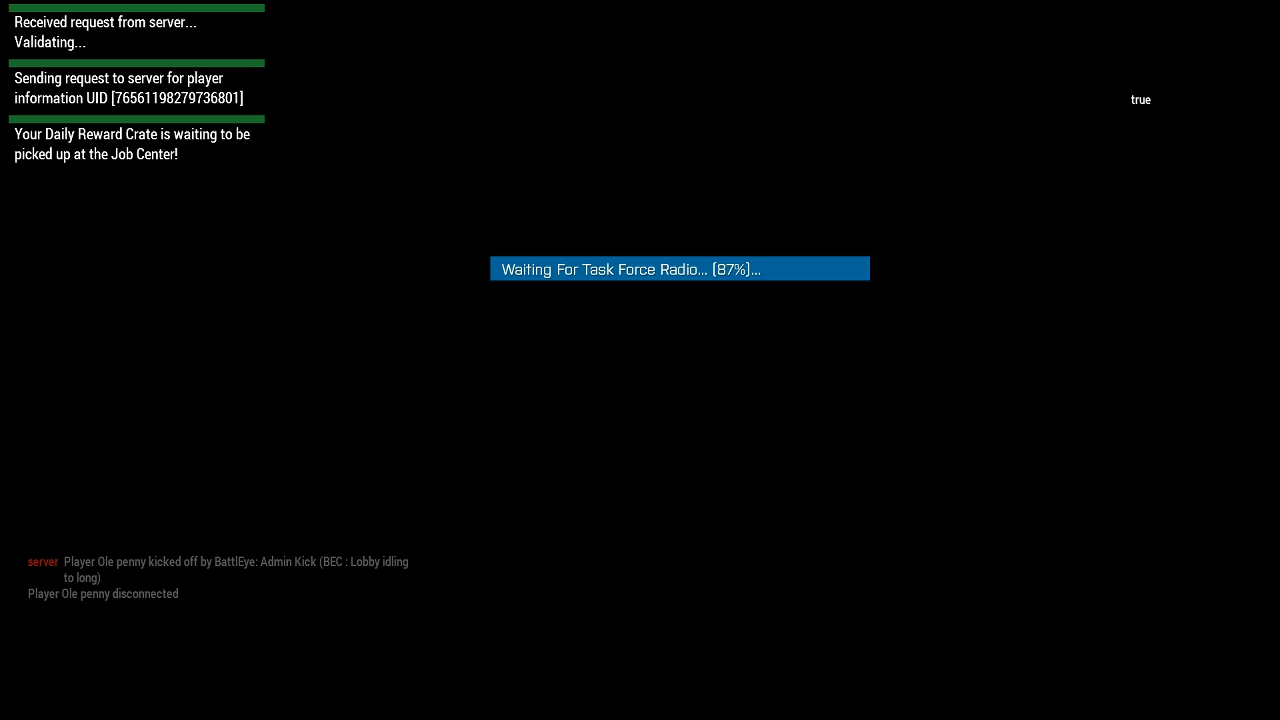 Received request from server...
Validating...
Sending request to server for player
information UID [76561198279736801]
Your Daily Reward Crate is waiting to be
picked up at the Job Center!
true
Waiting For Task Force Radio... (87%)...
server Player Ole penny kicked off by BattlEye: Admin Kick (BEC : Lobby idling
to long)
Player Ole penny disconnected